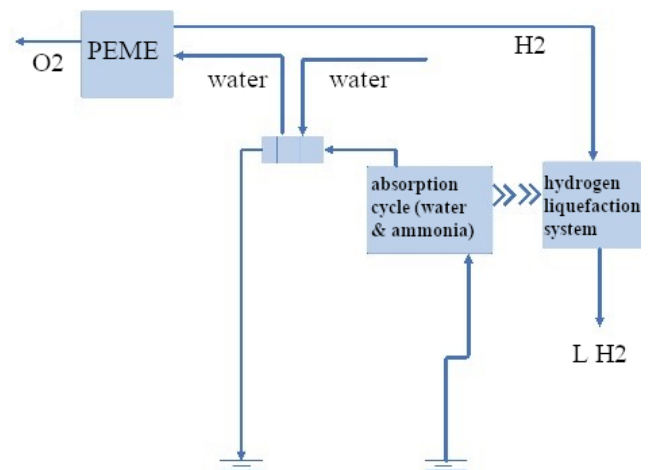 H2
O2
PEME
water
water
absorption
cycle (water
& ammonia)
hydrogen
liquefaction
system
L H2